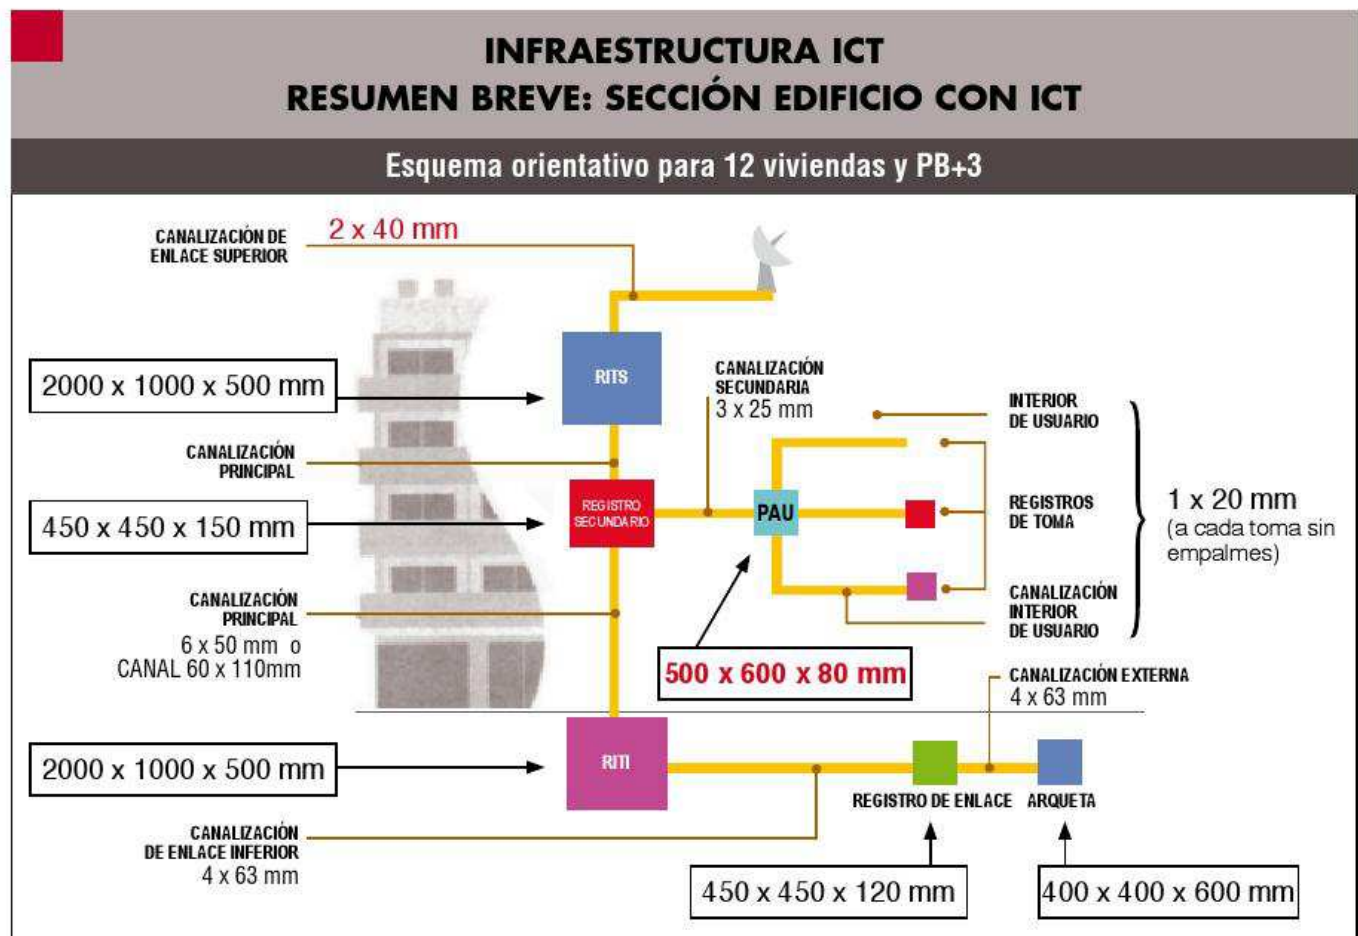 INFRAESTRUCTURA ICT
RESUMEN BREVE: SECCIÓN EDIFICIO CON ICT
Esquema orientativo para 12 viviendas y PB+3
CANALIZACIÓN DE
ENLACE SUPERIOR
2 x 40 mm
RITS
2000 x 1000 x 500 mm
CANALIZACIÓN
SECUNDARIA
3 x 25 mm
INTERIOR
DE USUARIO
CANALIZACIÓN
PRINCIPAL
450 x 450 x 150 mm
REGISTRO
SECUNDARIO
PAU
REGISTROS
DE TOMA
1 x 20 mm
(a cada toma sin
empalmes)
CANALIZACIÓN
PRINCIPAL
6 x 50 mm o
CANAL 60 x 110mm
CANALIZACIÓN
INTERIOR
DE USUARIO
500 x 600 x 80 mm
CANALIZACIÓN EXTERNA
4 x 63 mm
2000 x 1000 x 500 mm
RITI
REGISTRO DE ENLACE
ARQUETA
CANALIZACIÓN
DE ENLACE INFERIOR
4 x 63 mm
450 x 450 x 120 mm
400 x 400 x 600 mm